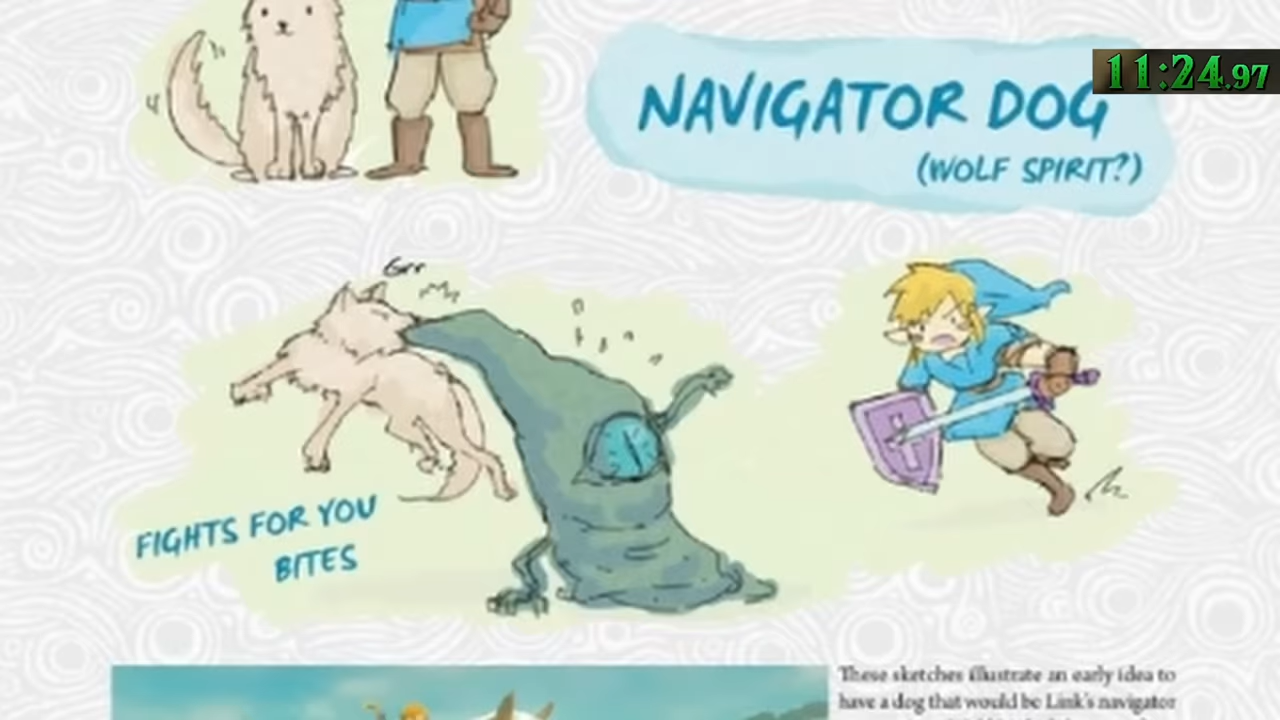 11:24.97
NAVIGATOR DOG
(WOLF SPIRIT?)
Grr
FIGHTS FOR YOU
BITES
These sketches illustrate an early idea to
have a dog that would be Link's navigator